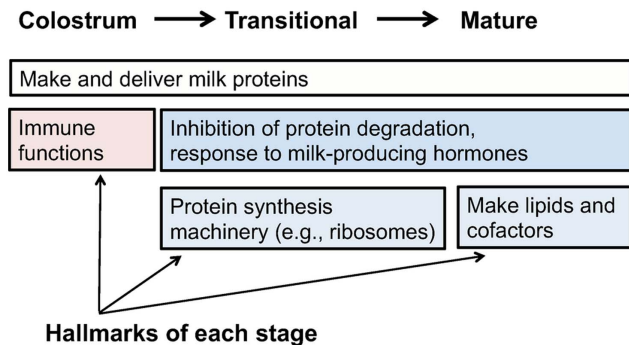 Colostrum Transitional Mature
Make and deliver milk proteins
Immune
functions
Inhibition of protein degradation,
response to milk-producing hormones
Protein synthesis
machinery (e.g., ribosomes)
Make lipids and
cofactors
Hallmarks of each stage